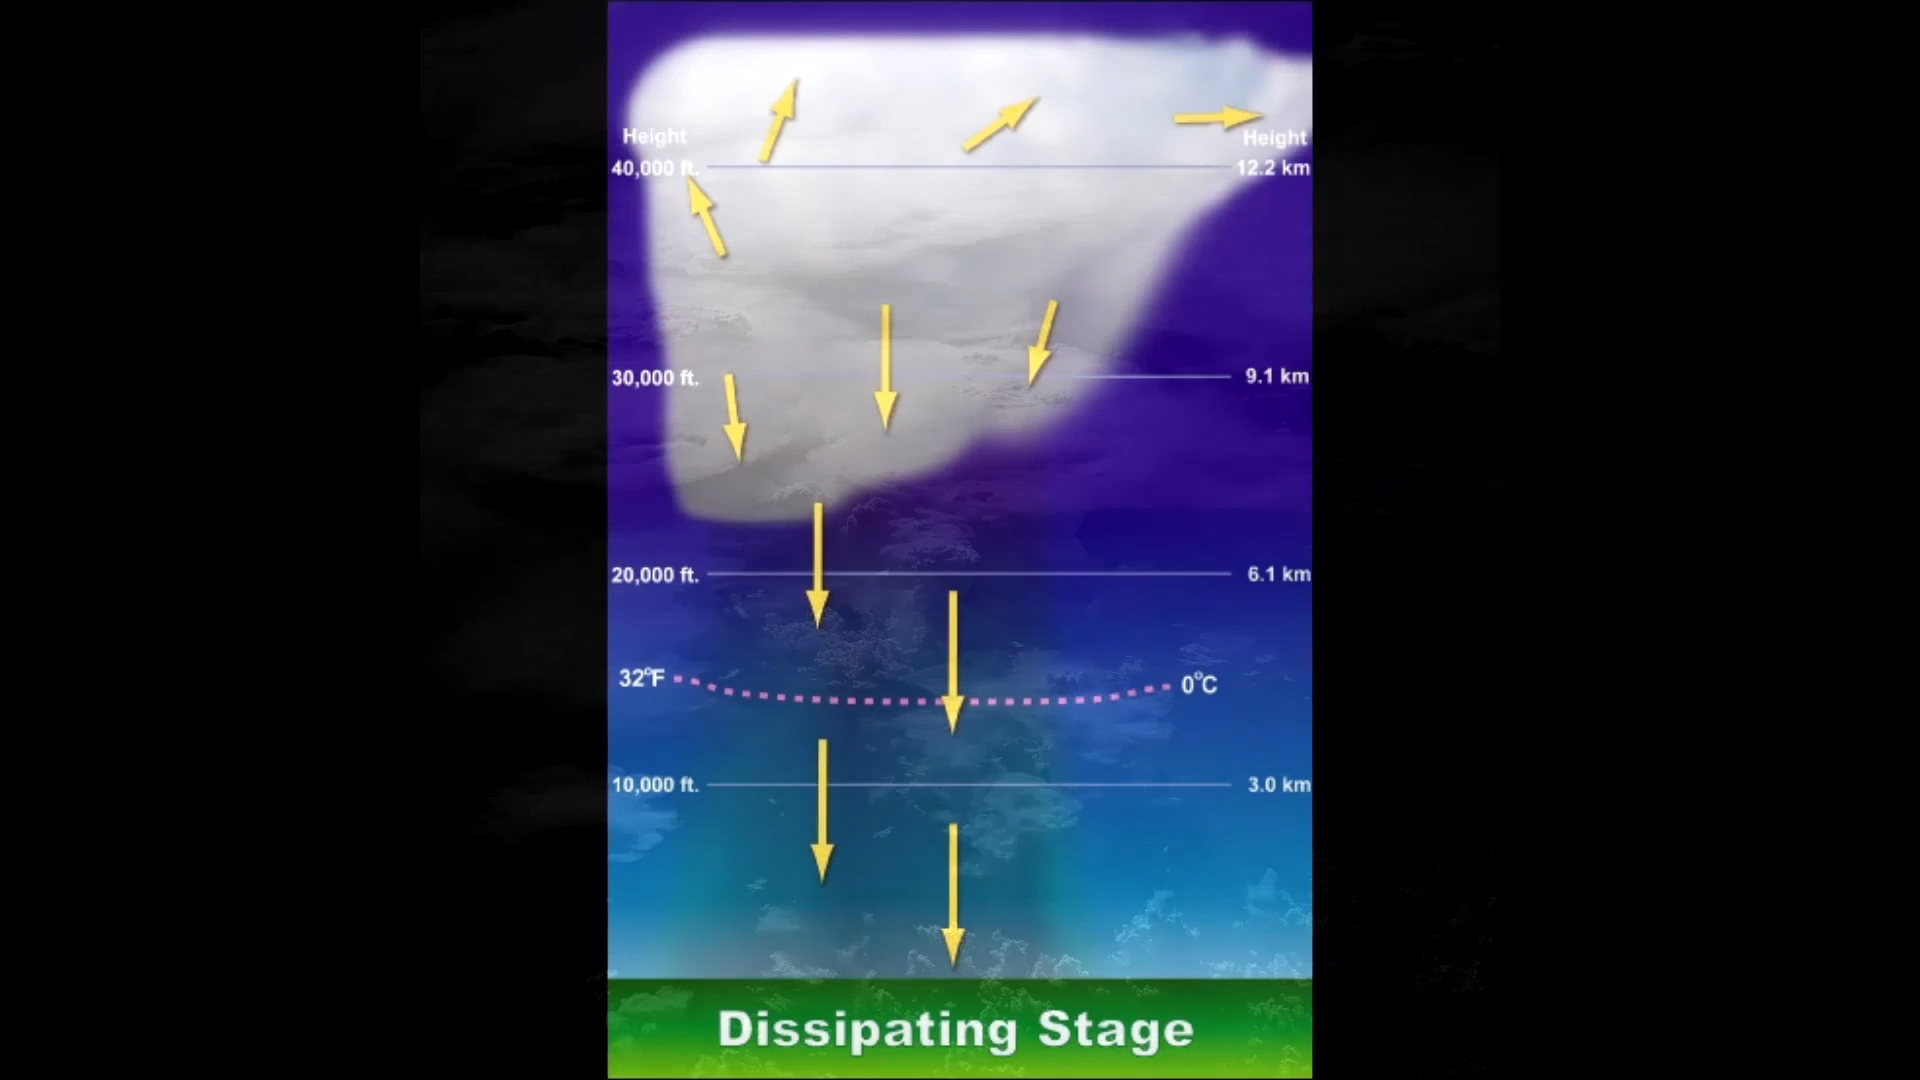 Height
Height
40,000 ft.
12.2 km
30,000 ft.
9.1 km
20,000 ft.
6.1 km
32°F
0°C
10,000 ft.
3.0 km
Dissipating Stage